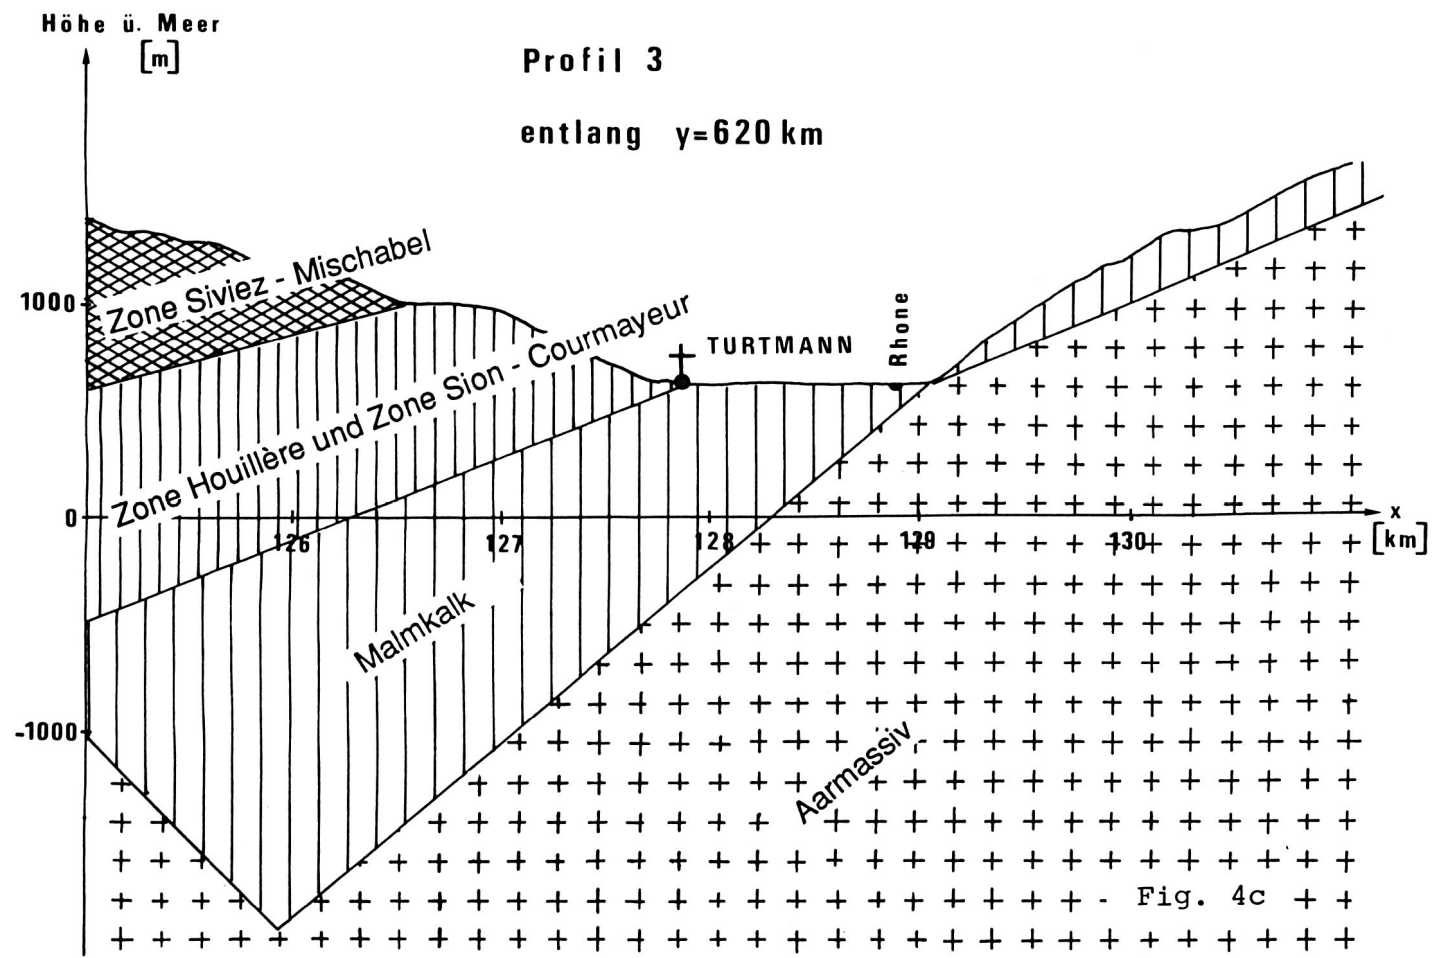 Höhe ü. Meer
[m]
Profil 3
entlang y=620 km
Zone Siviez - Mischabel
1000
Zone Houillère und Zone Sion - Courmayeur
TURTMANN
Rhone
0
126
127
128
129
130
x
[km]
Malmkalk
-1000
Aarmassiv
Fig. 4c